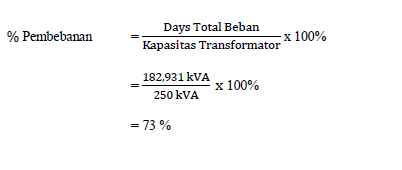 % Pembebanan = Days Total Beban / Kapasitas Transformator x 100%
= 182,931 kVA / 250 kVA x 100%
= 73 %